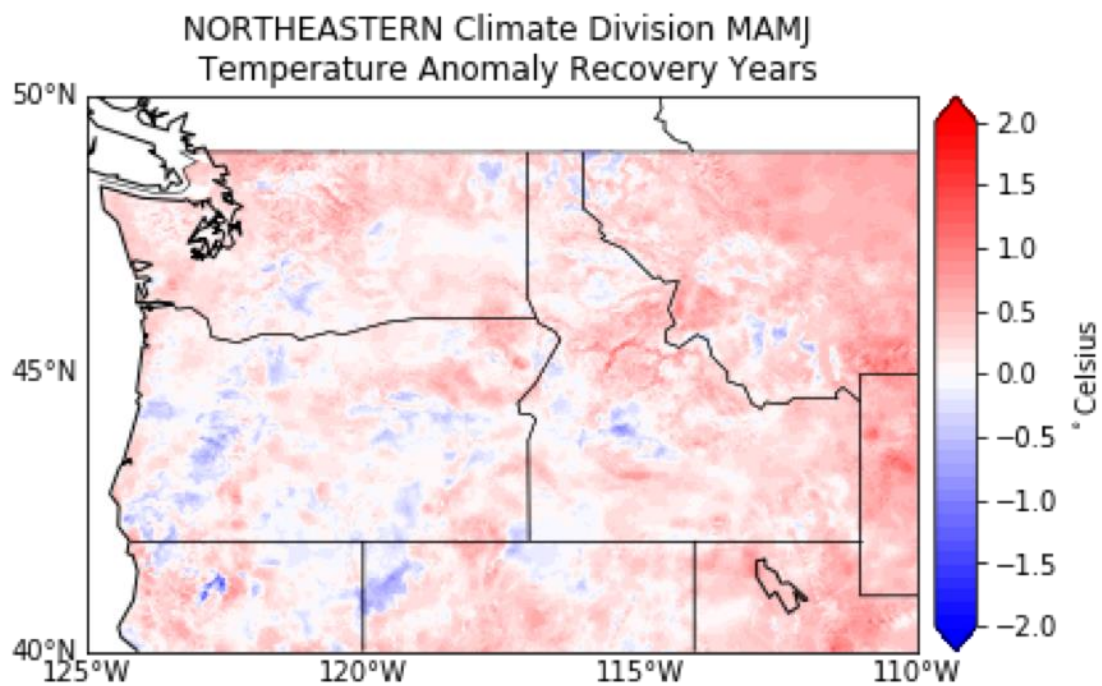 NORTHEASTERN Climate Division MAMJ
Temperature Anomaly Recovery Years
50°N
45°N
40°N
125°W
120°W
115°W
110°W
2.0
1.5
1.0
0.5
0.0
−0.5
−1.0
−1.5
−2.0
°Celsius